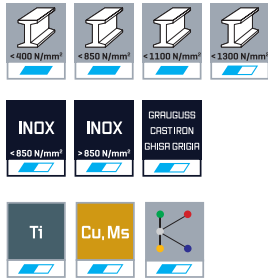 <400 N/mm²
<850 N/mm²
<1100 N/mm²
<1300 N/mm²
INOX
<850 N/mm²
INOX
>850 N/mm²
GRAUGUSS
CAST IRON
GHISA GRIGIA
Ti
Cu, Ms